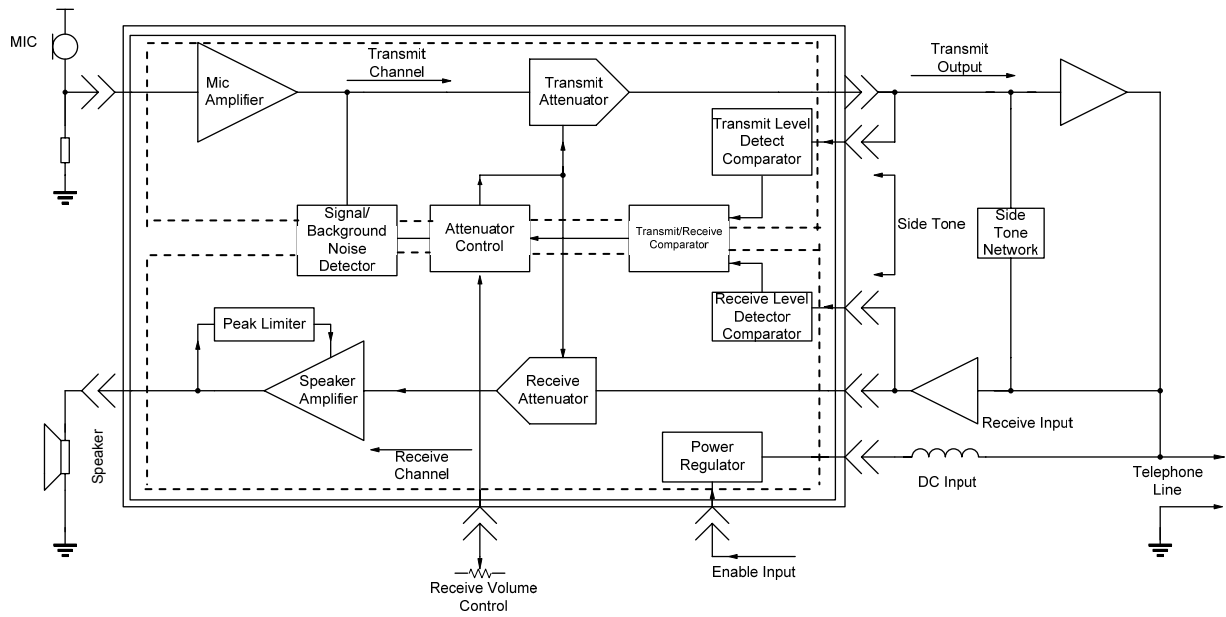 MIC
Mic
Amplifier
Transmit
Channel
Transmit
Attenuator
Transmit
Output
Transmit Level
Detect
Comparator
Signal/
Background
Noise
Detector
Attenuator
Control
Transmit/Receive
Comparator
Side Tone
Side
Tone
Network
Receive Level
Detector
Comparator
Peak Limiter
Speaker
Amplifier
Receive
Attenuator
Receive Input
Speaker
Receive
Channel
Power
Regulator
DC Input
Telephone
Line
Enable Input
Receive Volume
Control